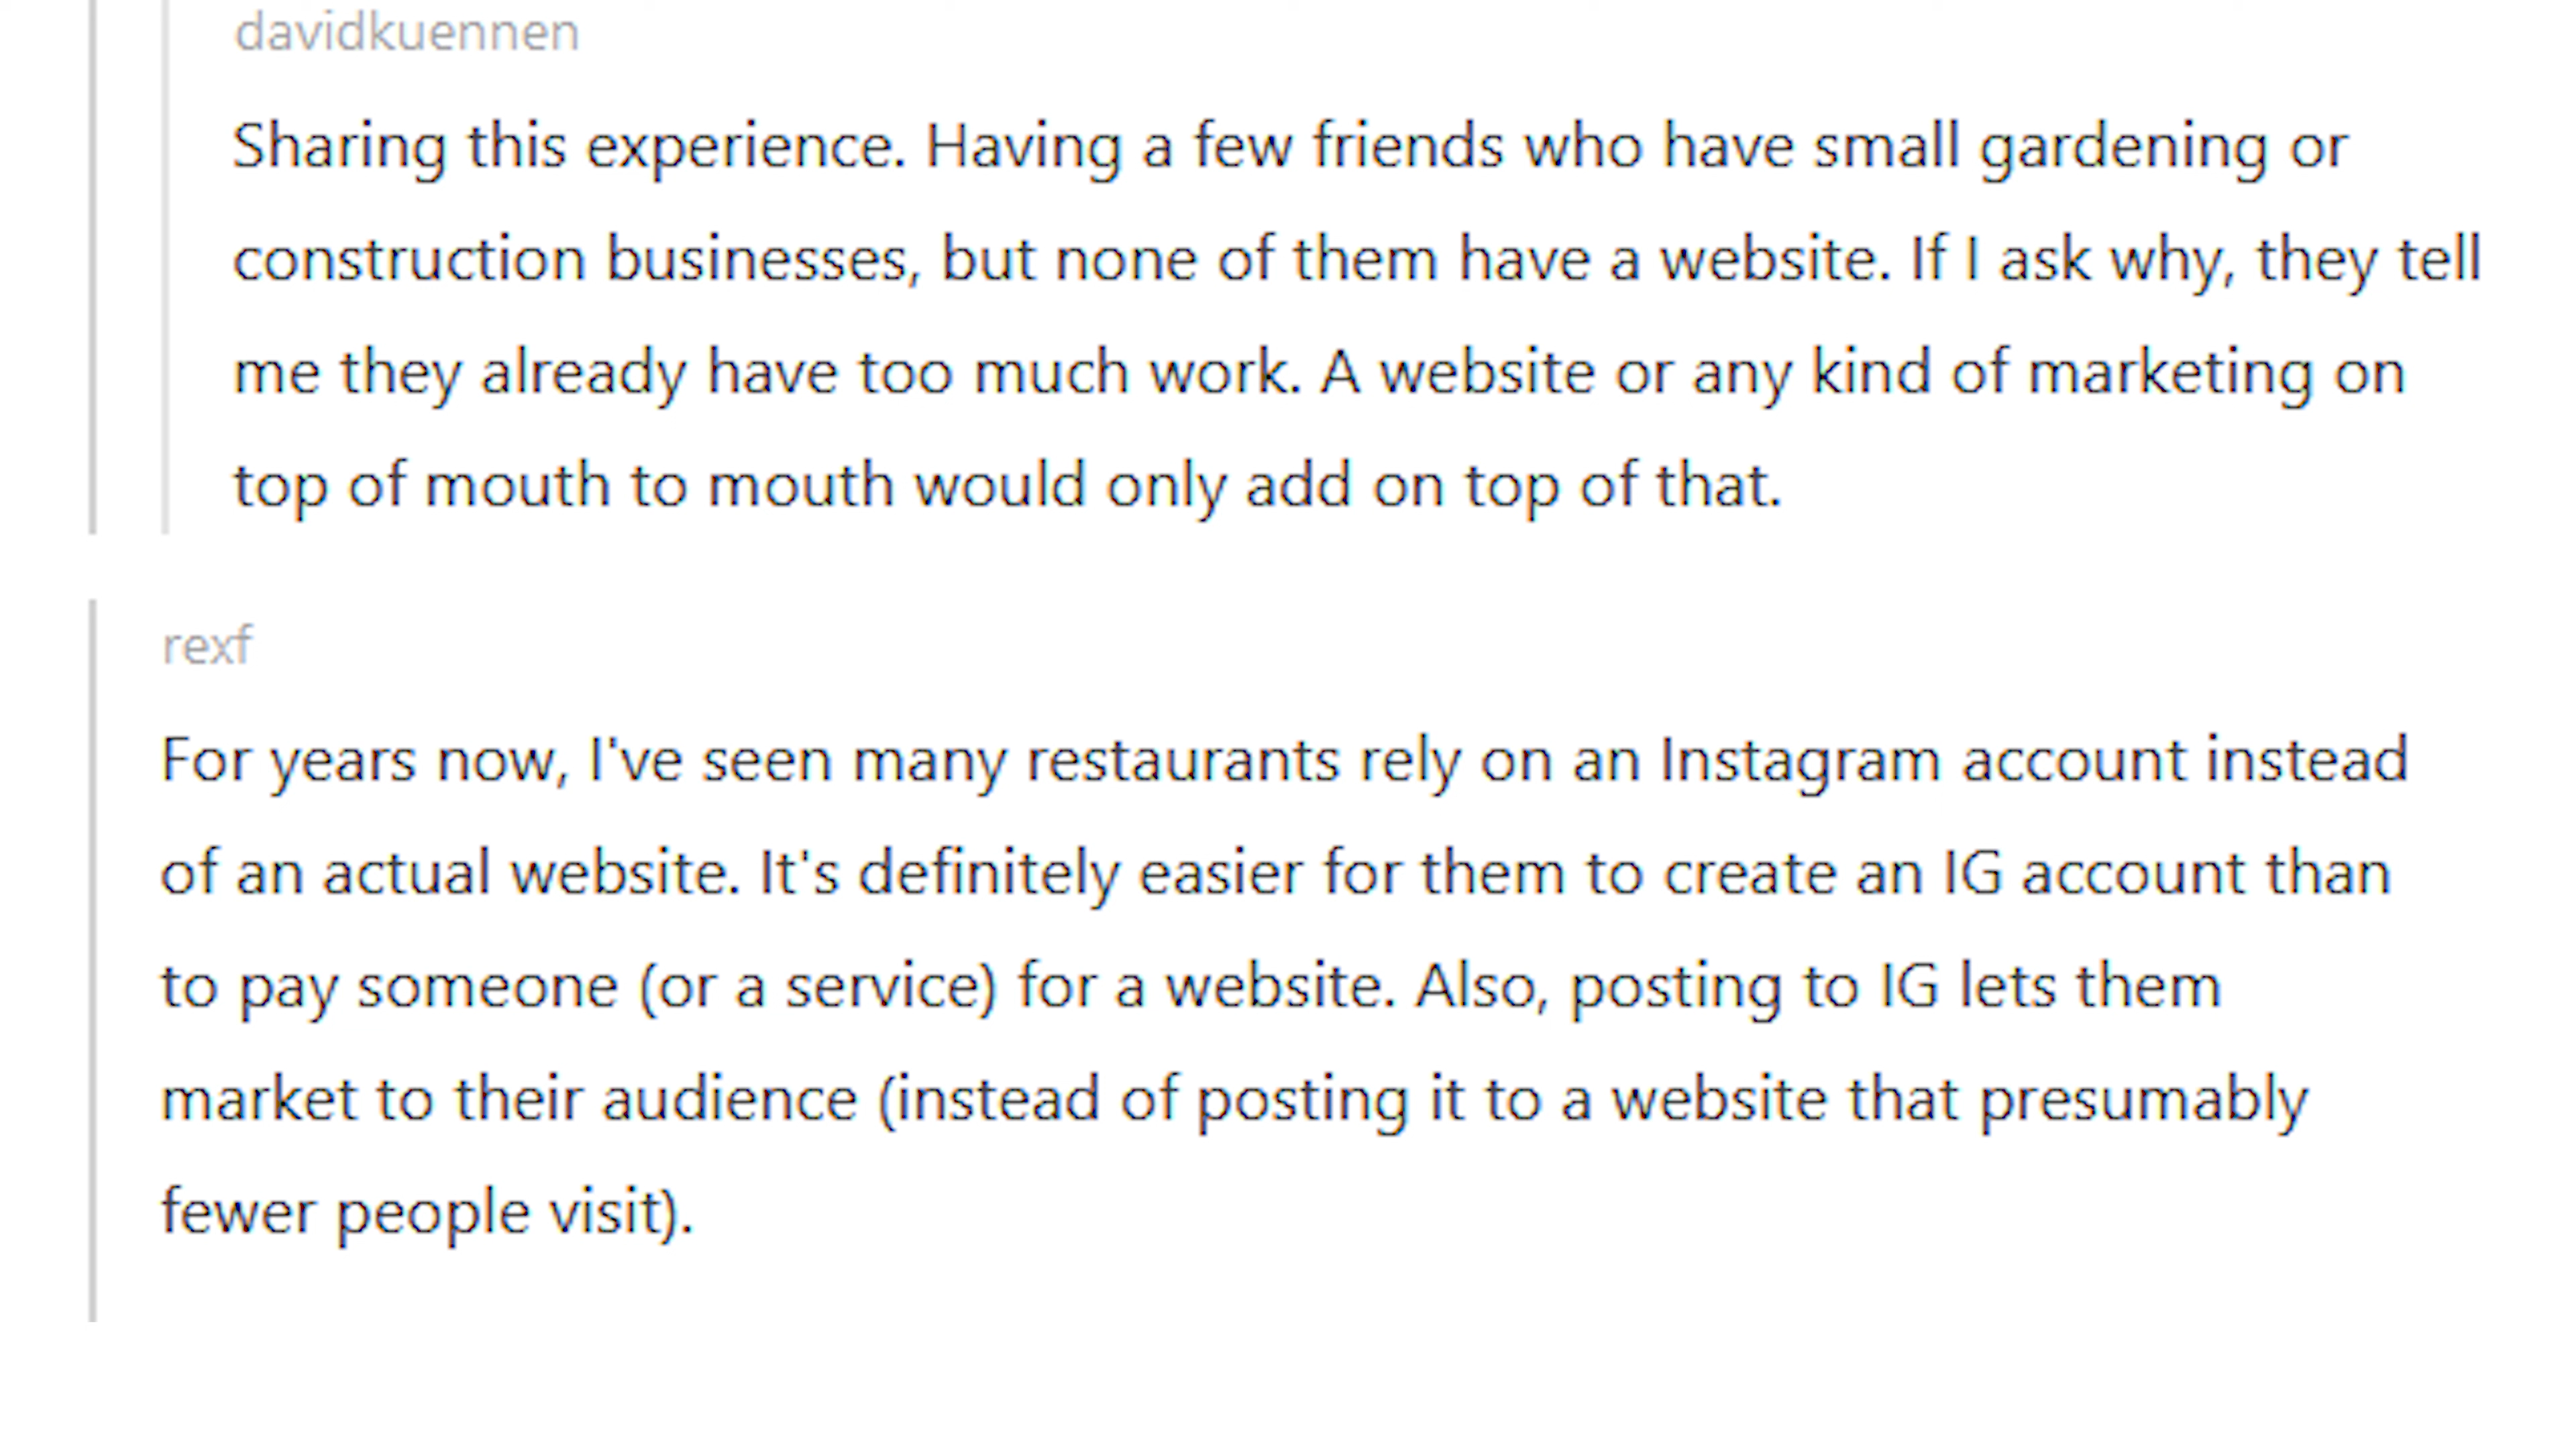 davidkuennen
Sharing this experience. Having a few friends who have small gardening or
construction businesses, but none of them have a website. If I ask why, they tell
me they already have too much work. A website or any kind of marketing on
top of mouth to mouth would only add on top of that.
rexf
For years now, I've seen many restaurants rely on an Instagram account instead
of an actual website. It's definitely easier for them to create an IG account than
to pay someone (or a service) for a website. Also, posting to IG lets them
market to their audience (instead of posting it to a website that presumably
fewer people visit).